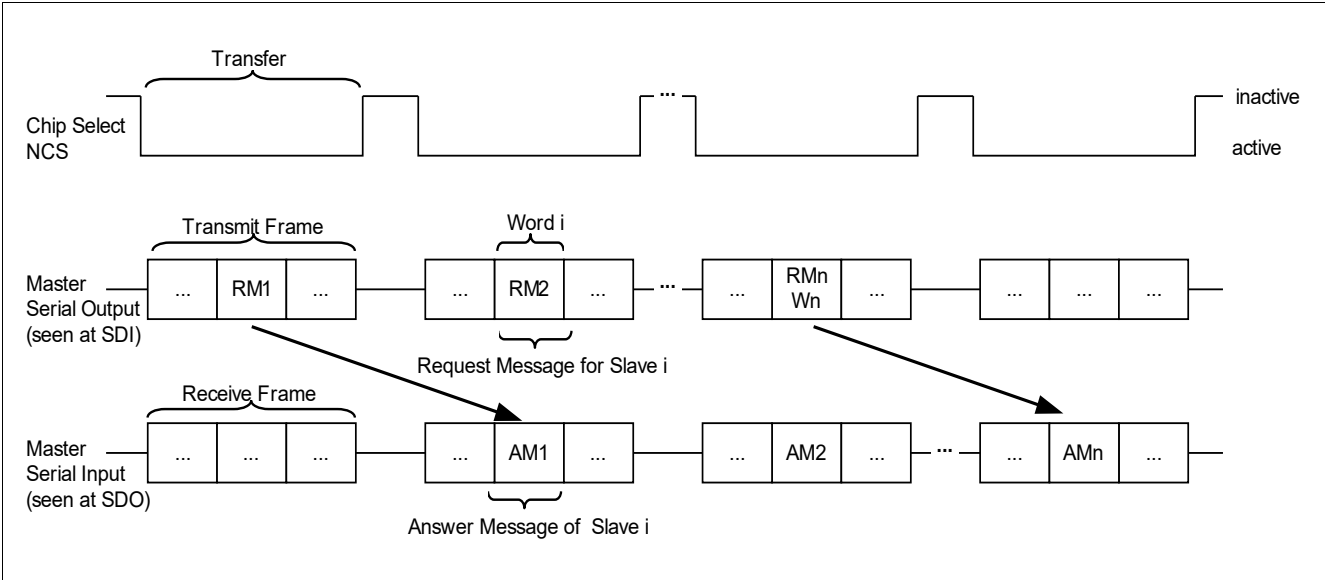 Transfer
...
inactive
Chip Select
NCS
active
Transmit Frame
Word i
Master
Serial Output
(seen at SDI)
... RM1 ... ... RM2 ... ... ... RMn
Wn ... ... ... ...
Request Message for Slave i
Receive Frame
Master
Serial Input
(seen at SDO)
... ... ... ... AM1 ... ... AM2 ... ... ... AMn ...
Answer Message of Slave i